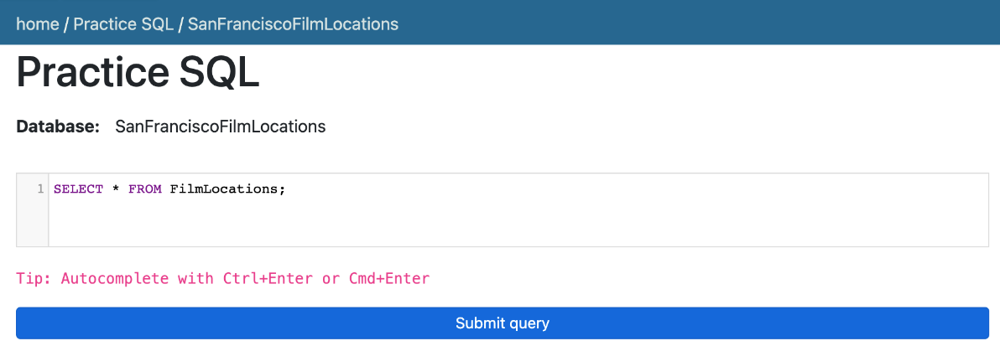 home / Practice SQL / SanFranciscoFilmLocations
Practice SQL
Database: SanFranciscoFilmLocations
1 SELECT * FROM FilmLocations;
Tip: Autocomplete with Ctrl+Enter or Cmd+Enter
Submit query